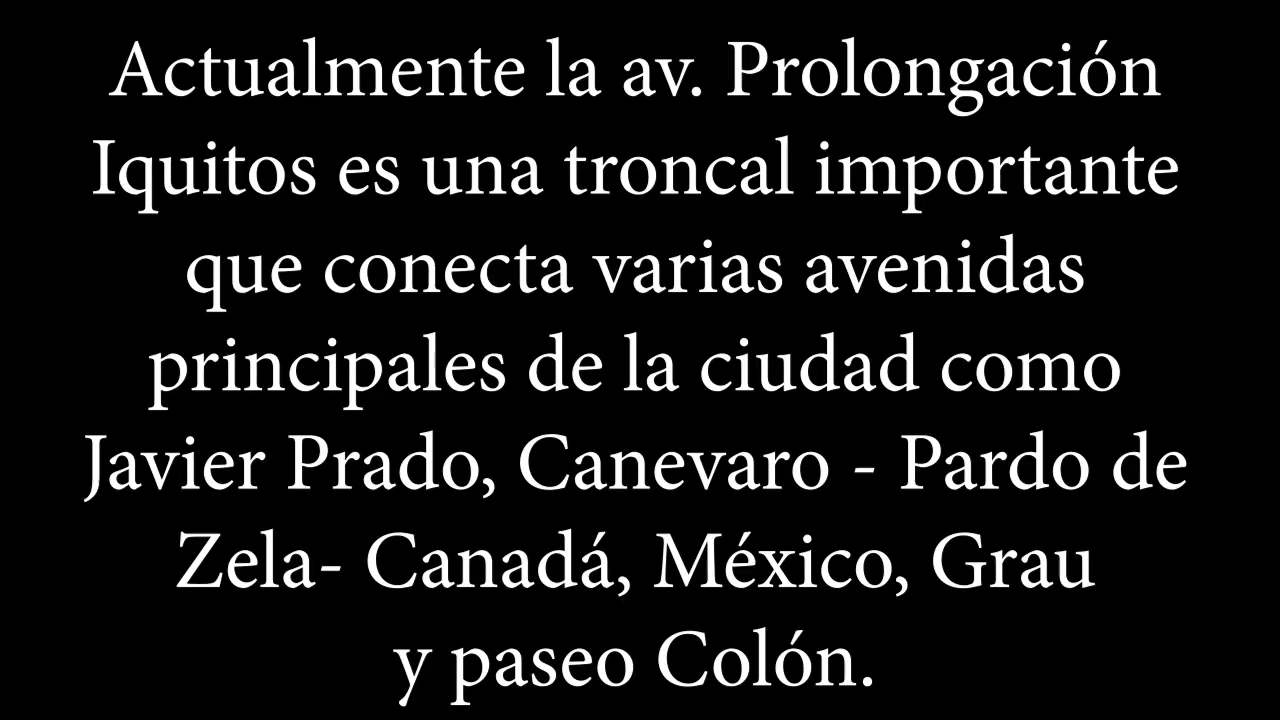 Actualmente la av. Prolongación
Iquitos es una troncal importante
que conecta varias avenidas
principales de la ciudad como
Javier Prado, Canevaro - Pardo de
Zela- Canadá, México, Grau
y paseo Colón.